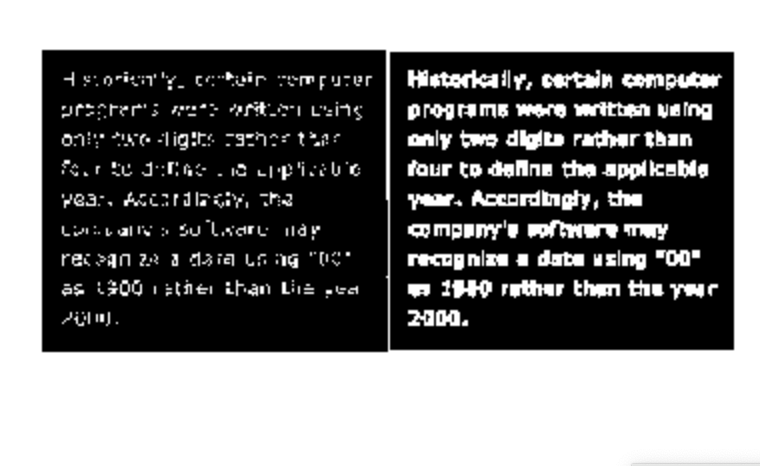 Historically, certain computer
programs were written using
only two digits rather than
four to define the applicable
year. Accordingly, the
company's software may
recognize a date using "00"
as 1900 rather than the year
2000.
Historically, certain computer
programs were written using
only two digits rather than
four to define the applicable
year. Accordingly, the
company's software may
recognize a date using "00"
as 1900 rather than the year
2000.